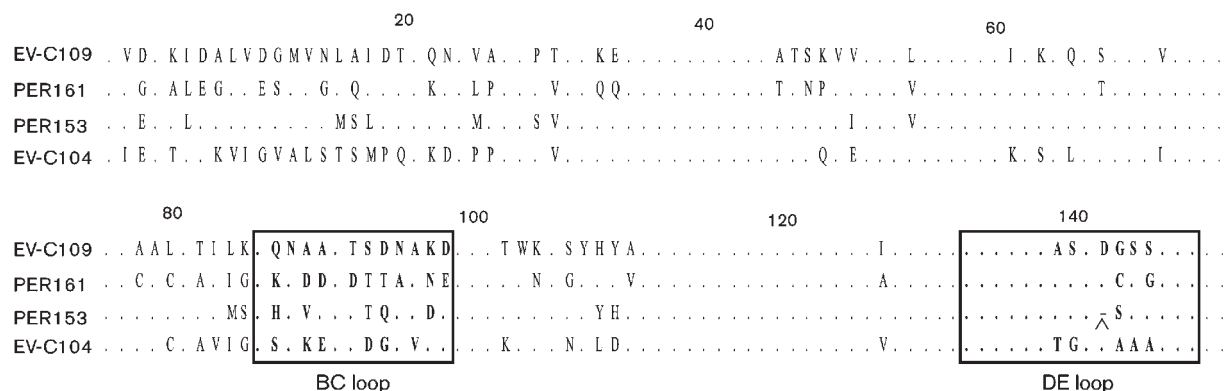 20 40 60
EV-C109 . V D . K I D A L V D G M V N L A I D T . Q N . V A . . P T . . K E . . . . . . . . . . A T S K V V . . . L . . . . . . I . K . Q . S . . . V . . . .
PER161 . . G . A L E G . . E S . . G . Q . . . . K . . L P . . . V . . Q Q . . . . . . . . . . T . N P . . . . . V . . . . . . . . . . . . T . . . . . . . .
PER153 . . E . . L . . . . . . . . . M S L . . . . . . M . . . S V . . . . . . . . . . . . . . . . . . . I . . . V . . . . . . . . . . . . . . . . . . . . .
EV-C104 . I E . T . . K V I G V A L S T S M P Q . K D . P P . . . V . . . . . . . . . . . . . . . . . Q . E . . . . . . . . . . K . S . L . . . . . I . . . .
80 100 120 140
EV-C109 . . A A L . T I L K . Q N A A . T S D N A K D . . . T W K . S Y H Y A . . . . . . . . . . . . . . . . I . . . . . . . . . . . A S . D G S S . . . . .
PER161 . . C . C . A . I G . K . D D . D T T A . N E . . . . . N . G . . . V . . . . . . . . . . . . . . . . A . . . . . . . . . . . . . . . C . G . . . . .
PER153 . . . . . . . . M S . H . V . . . T Q . . D . . . . . . . . . . Y H . . . . . . . . . . . . . . . . . . . . . . . . . . . . . . . . - S . . . . . . .
^
EV-C104 . . . . C . A V I G . S . K E . . D G . V . . . . . K . . . N . L D . . . . . . . . . . . . . . . . . V . . . . . . . . . . . T G . . A A A . . . . .
BC loop DE loop